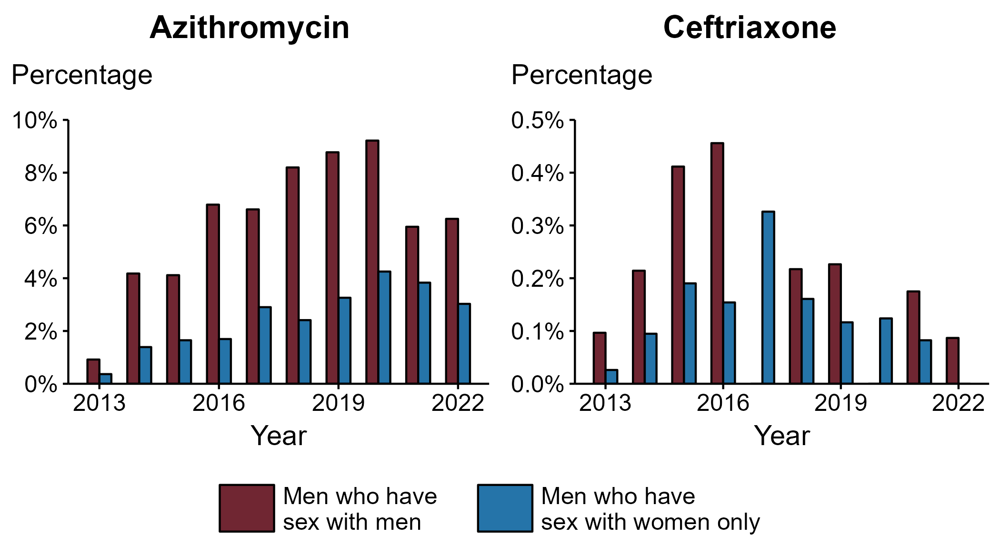 Azithromycin
Percentage
10%
8%
6%
4%
2%
0%
2013
2016
2019
2022
Year
Ceftriaxone
Percentage
0.5%
0.4%
0.3%
0.2%
0.1%
0.0%
2013
2016
2019
2022
Year
Men who have
sex with men
Men who have
sex with women only